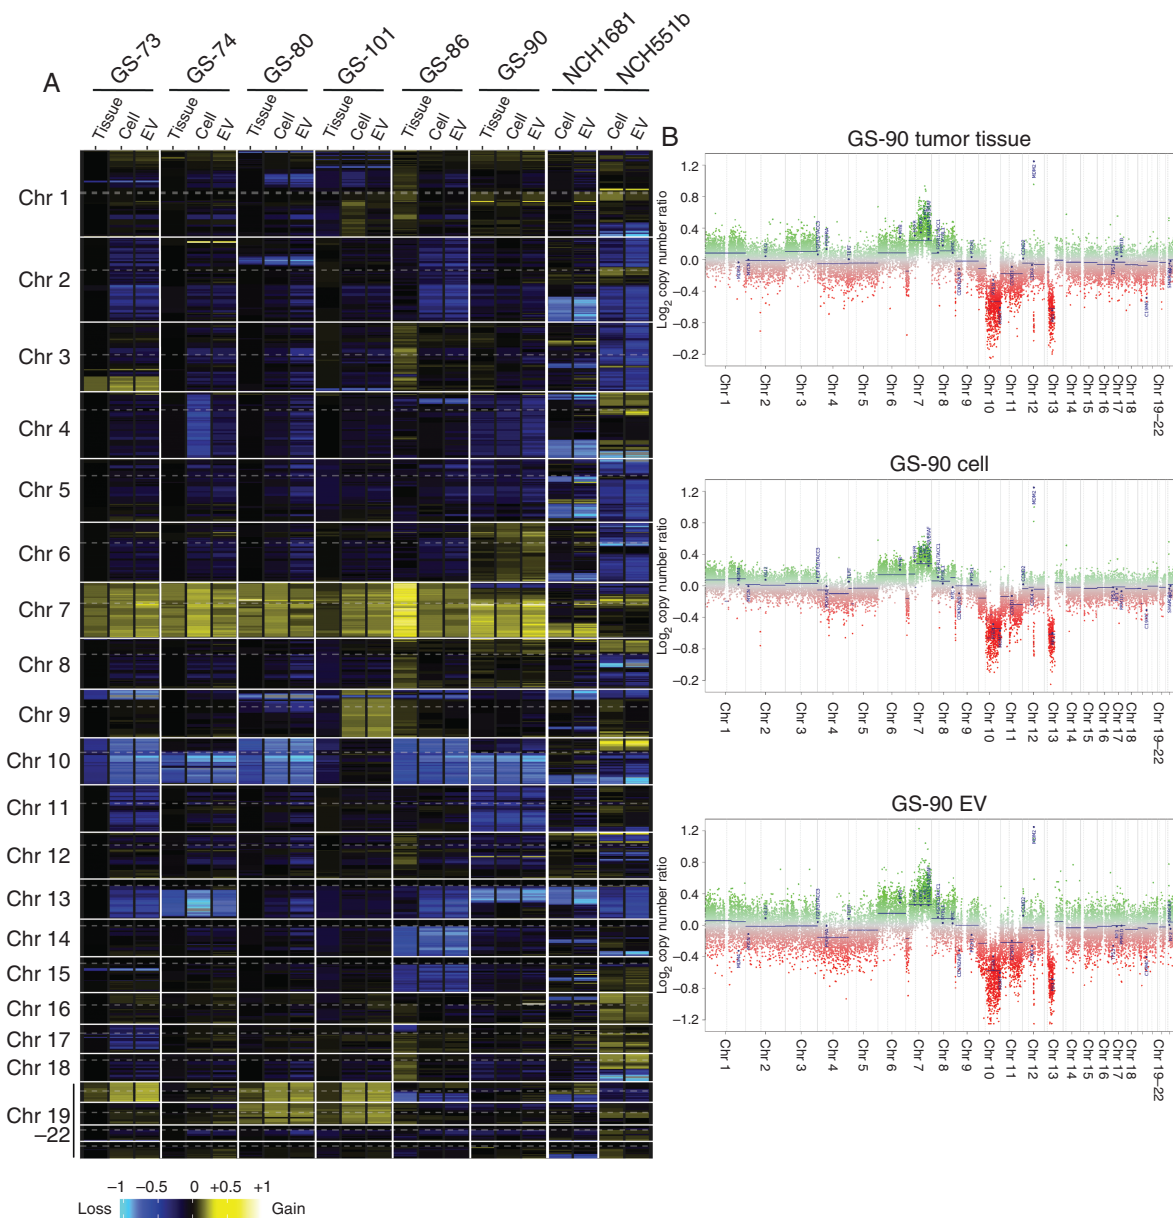 A
GS-73
GS-74
GS-80
GS-101
GS-86
GS-90
NCH1681
NCH551b
Tissue Cell EV Tissue Cell EV Tissue Cell EV Tissue Cell EV Tissue Cell EV Tissue Cell EV Cell EV Cell EV
Chr 1
Chr 2
Chr 3
Chr 4
Chr 5
Chr 6
Chr 7
Chr 8
Chr 9
Chr 10
Chr 11
Chr 12
Chr 13
Chr 14
Chr 15
Chr 16
Chr 17
Chr 18
Chr 19
–22
−1 −0.5 0 +0.5 +1
Loss Gain
B
GS-90 tumor tissue
Log2 copy number ratio
1.2
0.8
0.4
0.0
−0.4
−0.8
−0.2
Chr 1 Chr 2 Chr 3 Chr 4 Chr 5 Chr 6 Chr 7 Chr 8 Chr 9 Chr 10 Chr 11 Chr 12 Chr 13 Chr 14 Chr 15 Chr 16 Chr 17 Chr 18 Chr 19–22
GS-90 cell
Log2 copy number ratio
1.2
0.8
0.4
0.0
−0.4
−0.8
−0.2
Chr 1 Chr 2 Chr 3 Chr 4 Chr 5 Chr 6 Chr 7 Chr 8 Chr 9 Chr 10 Chr 11 Chr 12 Chr 13 Chr 14 Chr 15 Chr 16 Chr 17 Chr 18 Chr 19–22
GS-90 EV
Log2 copy number ratio
1.2
0.8
0.4
0.0
−0.4
−0.8
−1.2
Chr 1 Chr 2 Chr 3 Chr 4 Chr 5 Chr 6 Chr 7 Chr 8 Chr 9 Chr 10 Chr 11 Chr 12 Chr 13 Chr 14 Chr 15 Chr 16 Chr 17 Chr 18 Chr 19–22